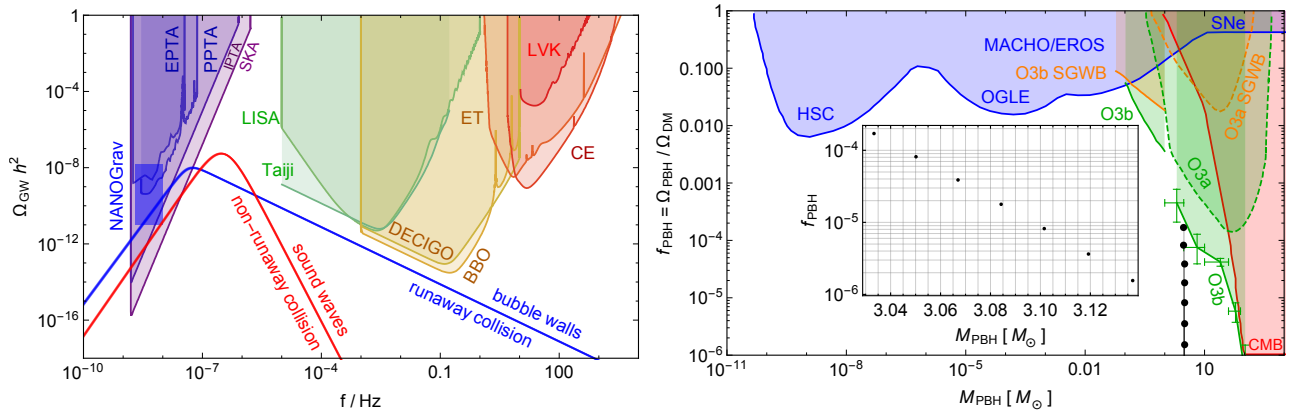 1
10⁻⁴
10⁻⁸
10⁻¹²
10⁻¹⁶
Ω_GW h²
10⁻¹⁰
10⁻⁷
10⁻⁴
0.1
100
f / Hz
NANOGrav
EPTA
PPTA
IPTA
SKA
LISA
Taiji
DECIGO
BBO
ET
LVK
CE
non-runaway collision
sound waves
runaway collision
bubble walls
0.100
0.010
0.001
10⁻⁴
10⁻⁵
10⁻⁶
1
f_PBH = Ω_PBH / Ω_DM
10⁻¹¹
10⁻⁸
10⁻⁵
0.01
10
M_PBH [ M_⊙ ]
HSC
OGLE
MACHO/EROS
SNe
O3b SGWB
O3b
O3a SGWB
O3a
O3b
CMB
10⁻⁴
10⁻⁵
10⁻⁶
f_PBH
3.04
3.06
3.08
3.10
3.12
M_PBH [ M_⊙ ]